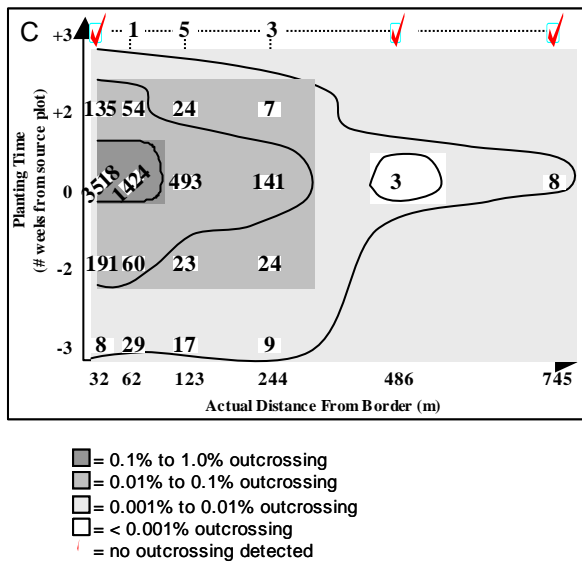 C
+3
1 5 3
+2
135 54 24 7
0
3518 1424 493 141 3 8
-2
191 60 23 24
-3
8 29 17 9
32 62 123 244 486 745
Planting Time
(# weeks from source plot)
Actual Distance From Border (m)
= 0.1% to 1.0% outcrossing
= 0.01% to 0.1% outcrossing
= 0.001% to 0.01% outcrossing
= < 0.001% outcrossing
= no outcrossing detected